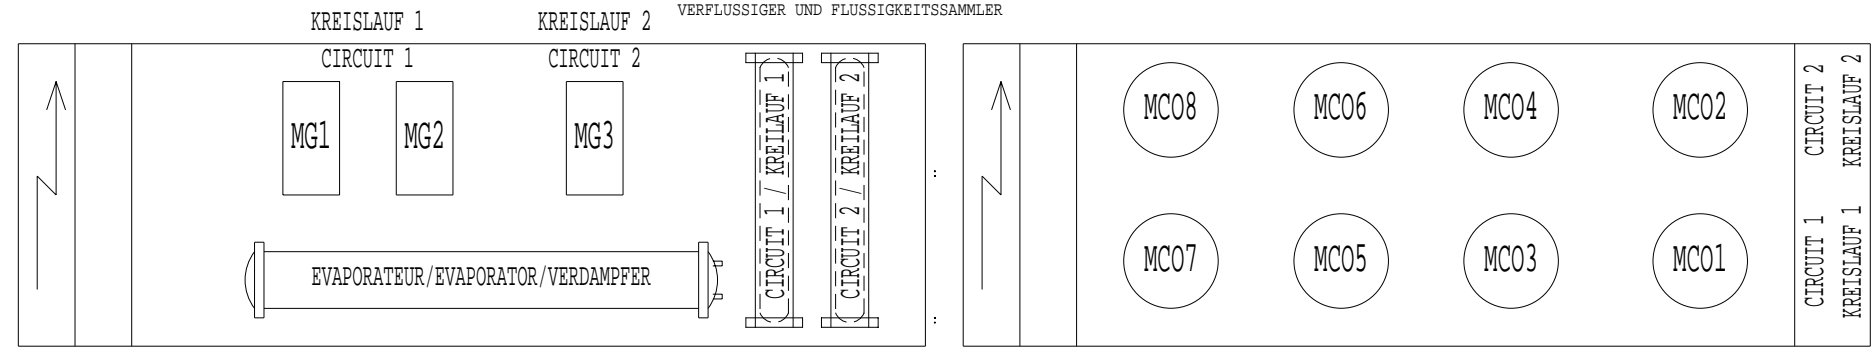 VERFLUSSIGER UND FLUSSIGKEITSSAMMLER
KREISLAUF 1
KREISLAUF 2
CIRCUIT 1
CIRCUIT 2
MG1
MG2
MG3
EVAPORATEUR/EVAPORATOR/VERDAMPFER
CIRCUIT 1 / KREILAUF 1
CIRCUIT 2 / KREILAUF 2
MCO8
MCO6
MCO4
MCO2
MCO7
MCO5
MCO3
MCO1
CIRCUIT 2
KREISLAUF 2
CIRCUIT 1
KREISLAUF 1